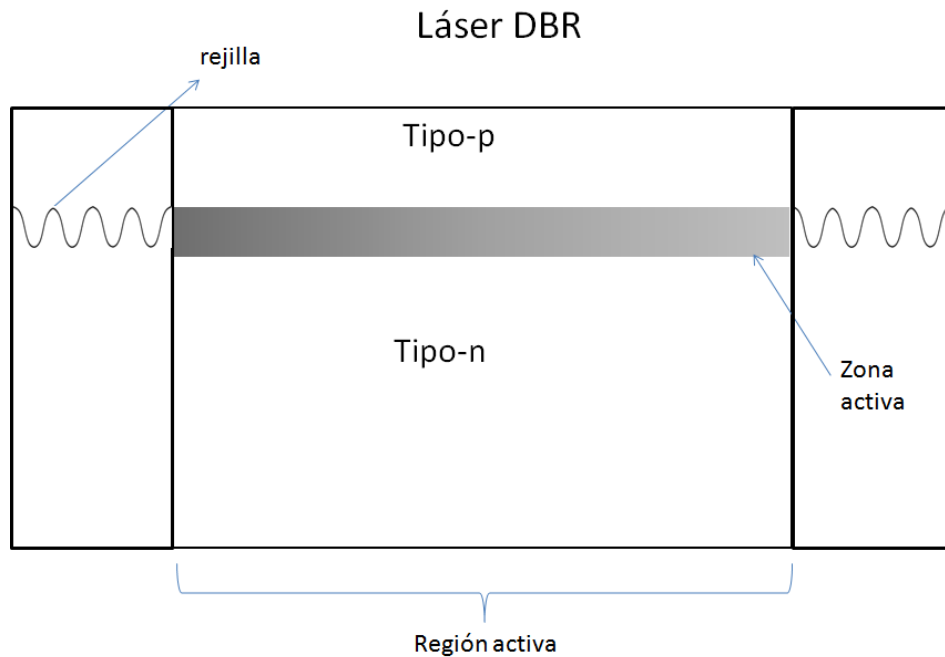 Láser DBR
rejilla
Tipo-p
Tipo-n
Zona
activa
Región activa